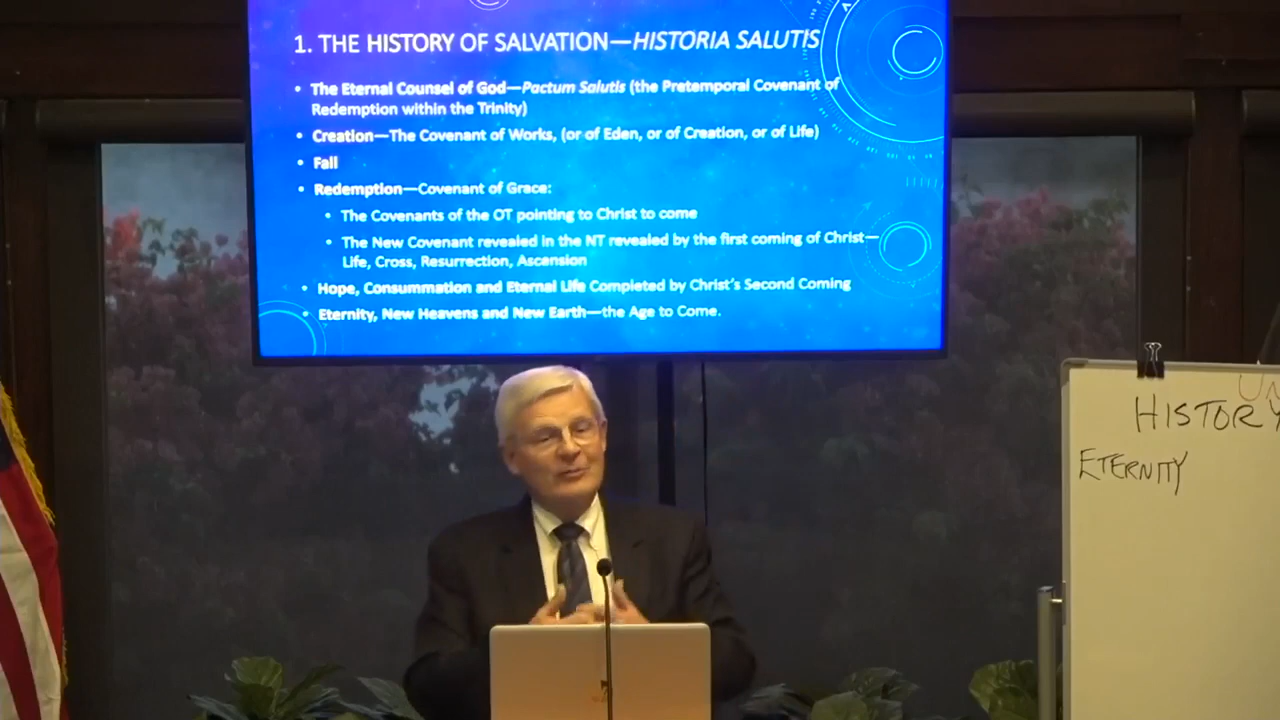 1. THE HISTORY OF SALVATION—HISTORIA SALUTIS
• The Eternal Counsel of God—Pactum Salutis (the Pretemporal Covenant of
Redemption within the Trinity)
• Creation—The Covenant of Works, (or of Eden, or of Creation, or of Life)
• Fall
• Redemption—Covenant of Grace:
• The Covenants of the OT pointing to Christ to come
• The New Covenant revealed in the NT revealed by the first coming of Christ—
Life, Cross, Resurrection, Ascension
• Hope, Consummation and Eternal Life Completed by Christ's Second Coming
• Eternity, New Heavens and New Earth—the Age to Come.
HISTORY
ETERNITY